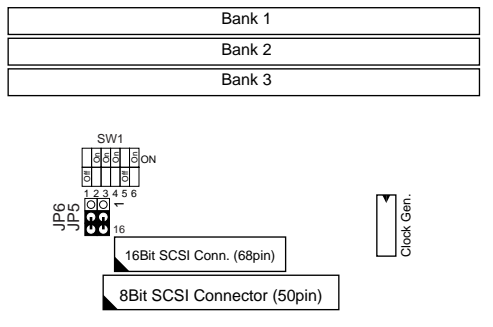 Bank 1
Bank 2
Bank 3
SW1
Off On On On Off On ON
1 2 3 4 5 6
JP6
JP5
1
16
Clock Gen.
16Bit SCSI Conn. (68pin)
8Bit SCSI Connector (50pin)